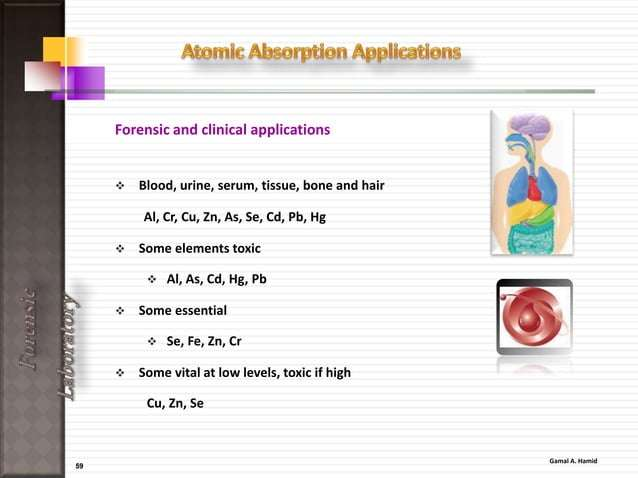 Atomic Absorption Applications
Forensic and clinical applications
❖ Blood, urine, serum, tissue, bone and hair
Al, Cr, Cu, Zn, As, Se, Cd, Pb, Hg
❖ Some elements toxic
❖ Al, As, Cd, Hg, Pb
❖ Some essential
❖ Se, Fe, Zn, Cr
❖ Some vital at low levels, toxic if high
Cu, Zn, Se
Forensic
Laboratory
59
Gamal A. Hamid